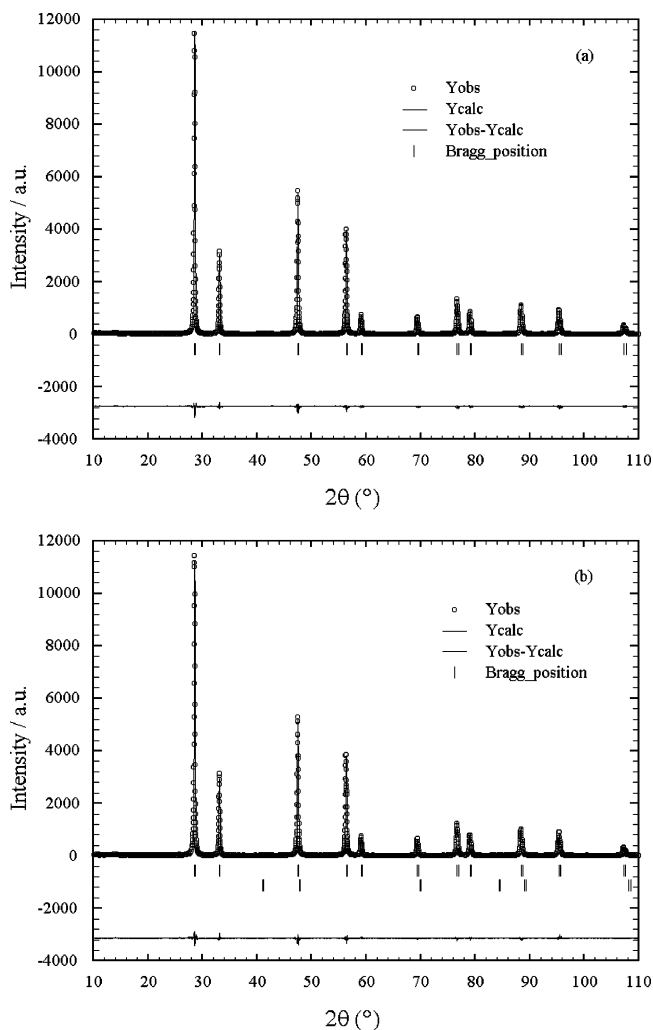 12000
(a)
10000
Yobs
Ycalc
8000
Yobs-Ycalc
Bragg_position
6000
4000
2000
0
-2000
-4000
Intensity / a.u.
10 20 30 40 50 60 70 80 90 100 110
2θ (°)
12000
(b)
10000
Yobs
Ycalc
8000
Yobs-Ycalc
Bragg_position
6000
4000
2000
0
-2000
-4000
Intensity / a.u.
10 20 30 40 50 60 70 80 90 100 110
2θ (°)